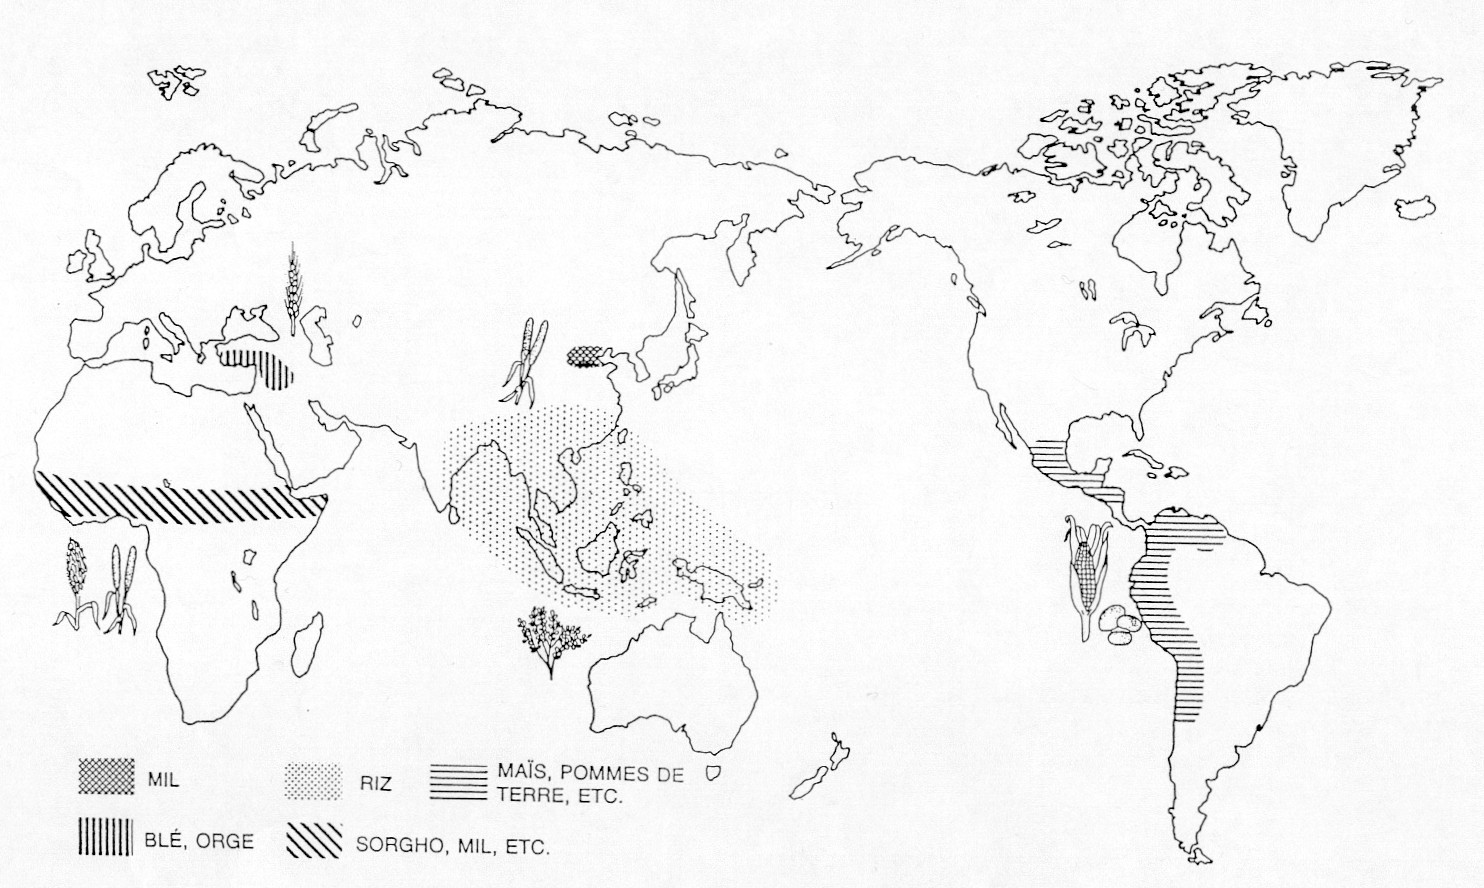 MIL
RIZ
MAÏS, POMMES DE
TERRE, ETC.
BLÉ, ORGE
SORGHO, MIL, ETC.